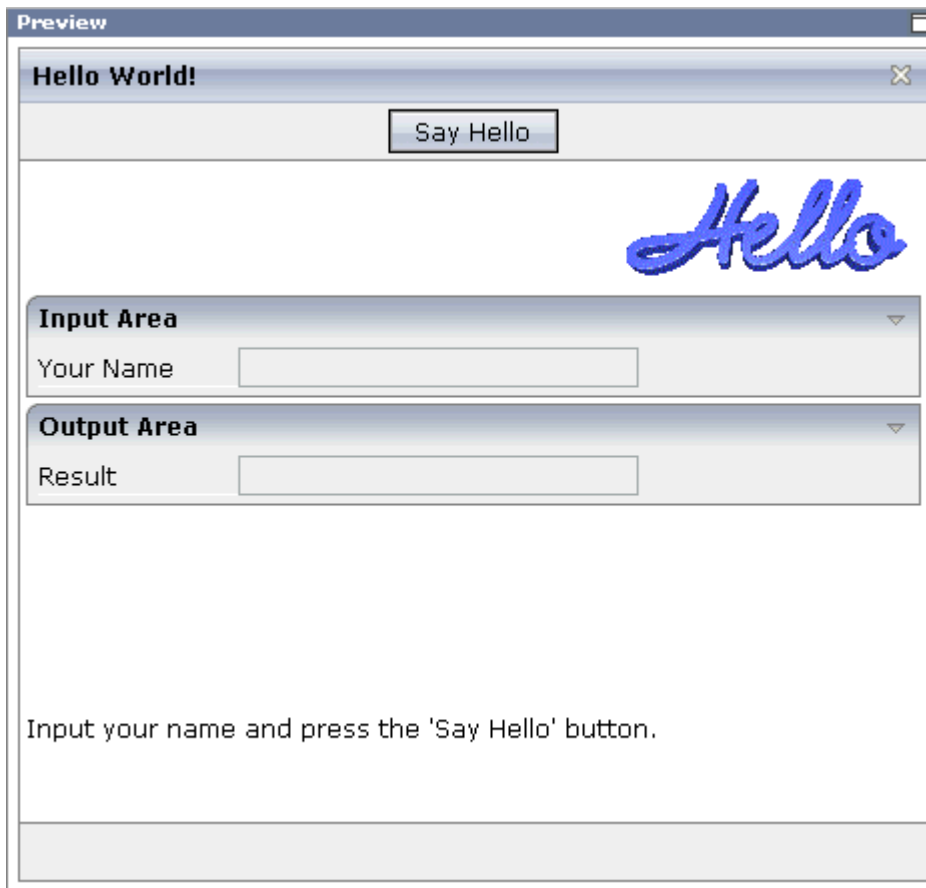 Preview
Hello World!
Say Hello
Hello
Input Area
Your Name
Output Area
Result
Input your name and press the 'Say Hello' button.